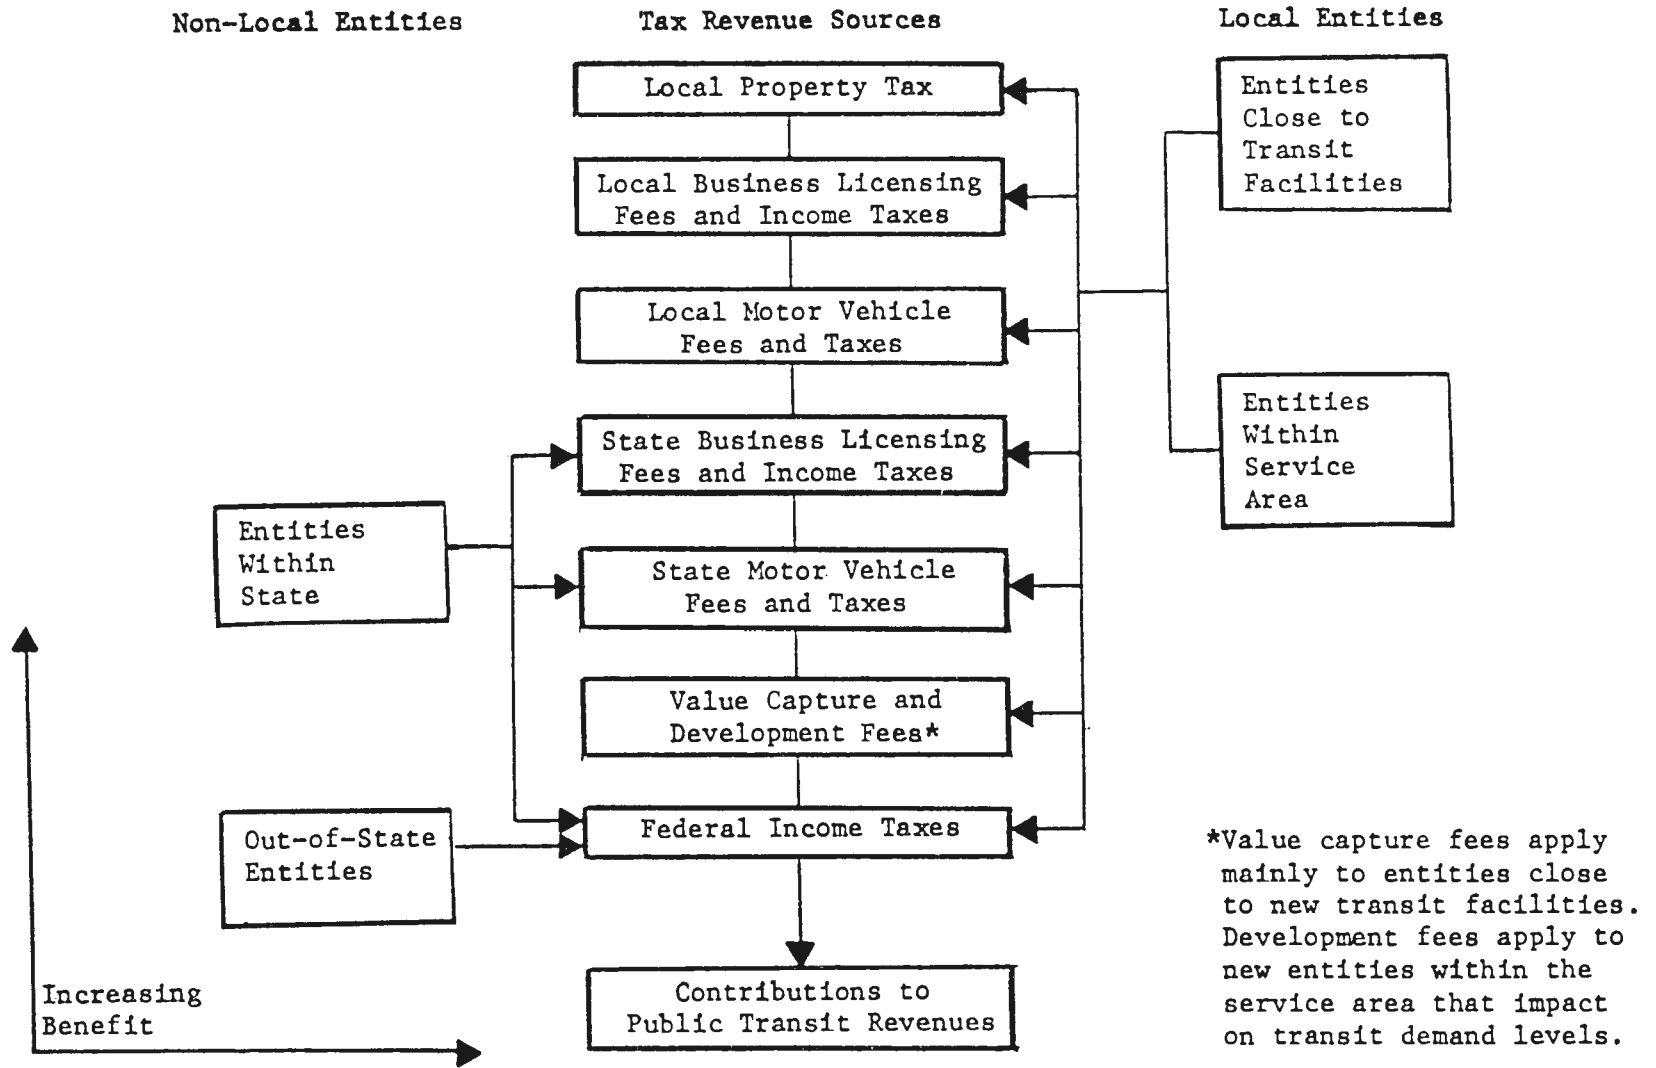 Non-Local Entities
Tax Revenue Sources
Local Entities
Local Property Tax
Local Business Licensing
Fees and Income Taxes
Local Motor Vehicle
Fees and Taxes
State Business Licensing
Fees and Income Taxes
State Motor Vehicle
Fees and Taxes
Value Capture and
Development Fees*
Federal Income Taxes
Contributions to
Public Transit Revenues
Entities
Close to
Transit
Facilities
Entities
Within
Service
Area
Entities
Within
State
Out-of-State
Entities
Increasing
Benefit
*Value capture fees apply
mainly to entities close
to new transit facilities.
Development fees apply to
new entities within the
service area that impact
on transit demand levels.